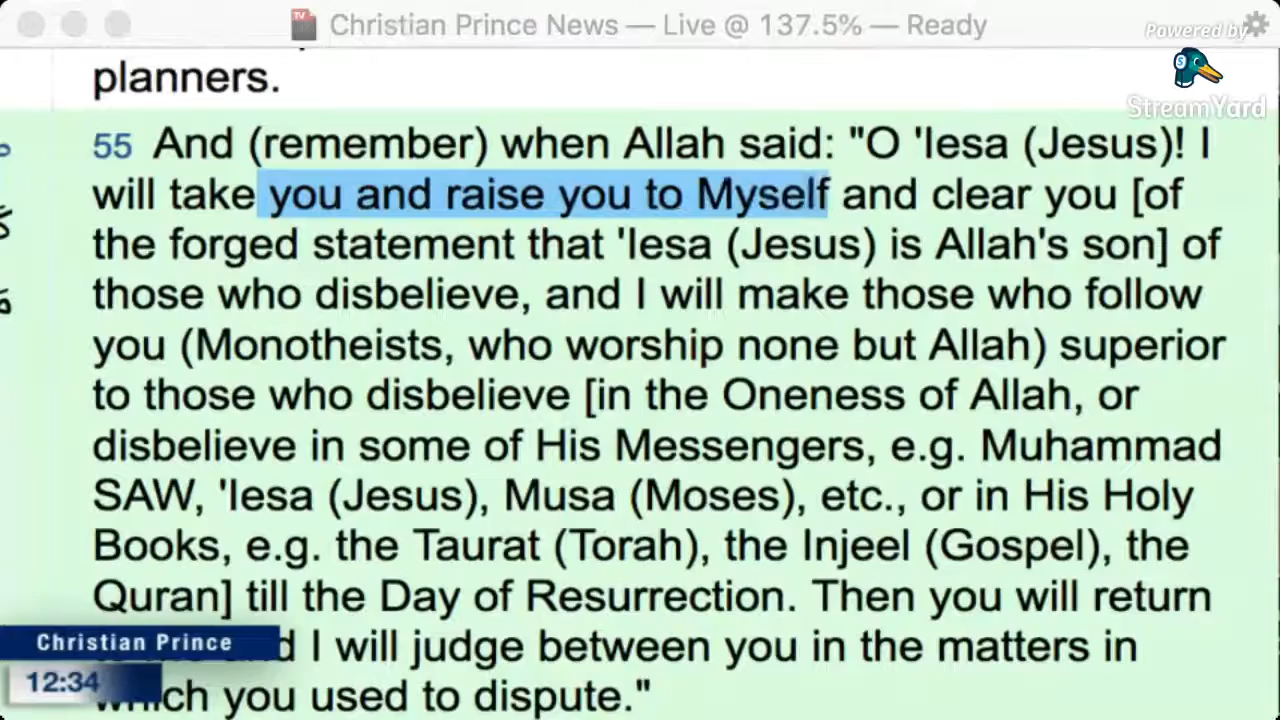 Christian Prince News — Live @ 137.5% — Ready
Powered by
StreamYard
planners.
55 And (remember) when Allah said: "O 'Iesa (Jesus)! I
will take you and raise you to Myself and clear you [of
the forged statement that 'Iesa (Jesus) is Allah's son] of
those who disbelieve, and I will make those who follow
you (Monotheists, who worship none but Allah) superior
to those who disbelieve [in the Oneness of Allah, or
disbelieve in some of His Messengers, e.g. Muhammad
SAW, 'Iesa (Jesus), Musa (Moses), etc., or in His Holy
Books, e.g. the Taurat (Torah), the Injeel (Gospel), the
Quran] till the Day of Resurrection. Then you will return
I will judge between you in the matters in
which you used to dispute."
Christian Prince
12:34